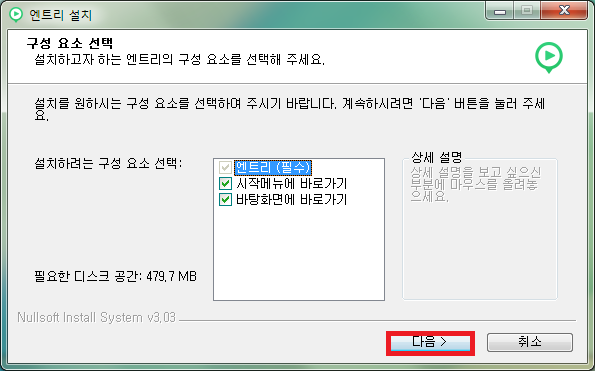 엔트리 설치
구성 요소 선택
설치하고자 하는 엔트리의 구성 요소를 선택해 주세요.
설치를 원하시는 구성 요소를 선택하여 주시기 바랍니다. 계속하시려면 '다음' 버튼을 눌러 주세
요.
설치하려는 구성 요소 선택:
엔트리 (필수)
시작메뉴에 바로가기
바탕화면에 바로가기
상세 설명
상세 설명을 보고 싶으신
부분에 마우스를 올려놓
으세요.
필요한 디스크 공간: 479.7 MB
Nullsoft Install System v3.03
다음 >
취소